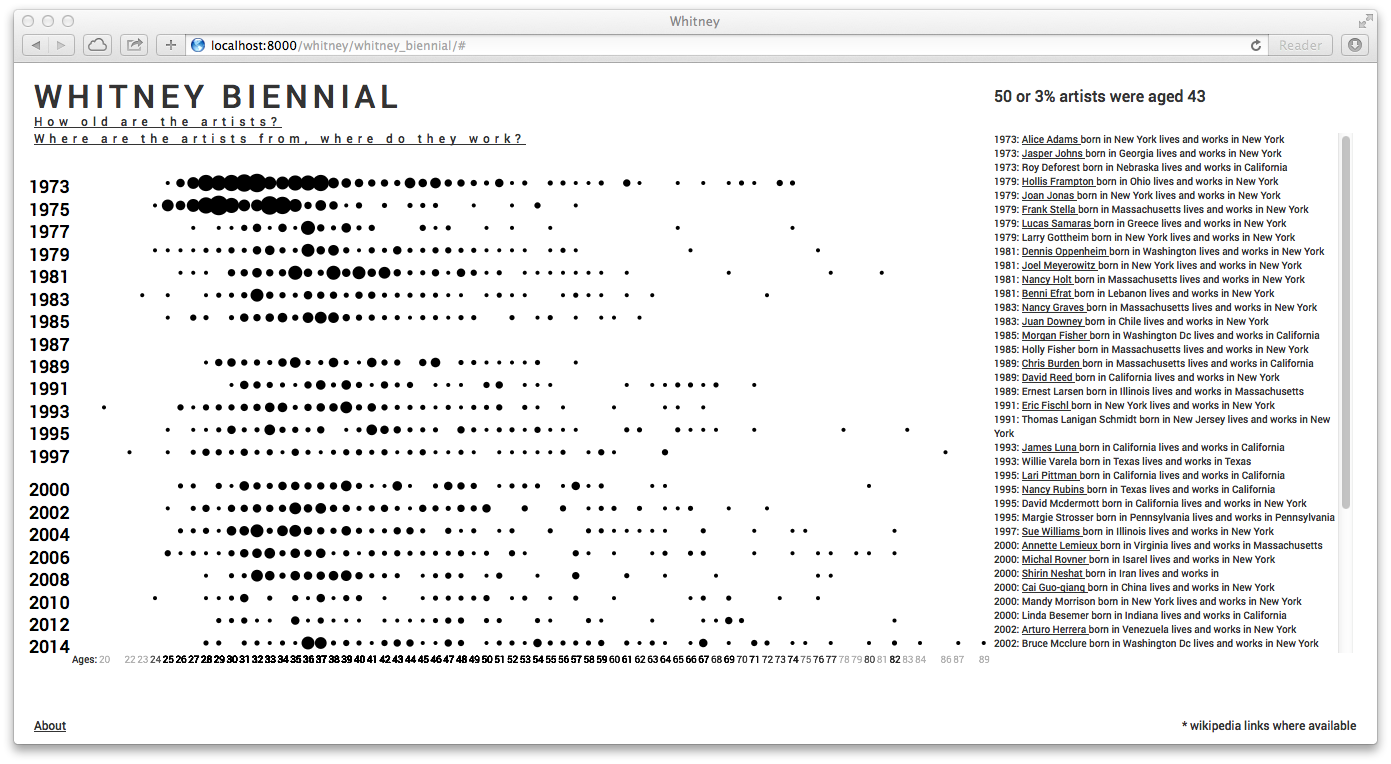 Whitney
localhost:8000/whitney/whitney_biennial/#
Reader
WHITNEY BIENNIAL
How old are the artists?
Where are the artists from, where do they work?
1973
1975
1977
1979
1981
1983
1985
1987
1989
1991
1993
1995
1997
2000
2002
2004
2006
2008
2010
2012
2014
Ages: 20 22 23 24 25 26 27 28 29 30 31 32 33 34 35 36 37 38 39 40 41 42 43 44 45 46 47 48 49 50 51 52 53 54 55 56 57 58 59 60 61 62 63 64 65 66 67 68 69 70 71 72 73 74 75 76 77 78 79 80 81 82 83 84 86 87 89
50 or 3% artists were aged 43
1973: Alice Adams born in New York lives and works in New York
1973: Jasper Johns born in Georgia lives and works in New York
1973: Roy Deforest born in Nebraska lives and works in California
1979: Hollis Frampton born in Ohio lives and works in New York
1979: Joan Jonas born in New York lives and works in New York
1979: Frank Stella born in Massachusetts lives and works in New York
1979: Lucas Samaras born in Greece lives and works in New York
1979: Larry Gottheim born in New York lives and works in New York
1981: Dennis Oppenheim born in Washington lives and works in New York
1981: Joel Meyerowitz born in New York lives and works in New York
1981: Nancy Holt born in Massachusetts lives and works in New York
1981: Benni Efrat born in Lebanon lives and works in New York
1983: Nancy Graves born in Massachusetts lives and works in New York
1983: Juan Downey born in Chile lives and works in New York
1985: Morgan Fisher born in Washington Dc lives and works in California
1985: Holly Fisher born in Massachusetts lives and works in New York
1989: Chris Burden born in Massachusetts lives and works in California
1989: David Reed born in California lives and works in New York
1989: Ernest Larsen born in Illinois lives and works in Massachusetts
1991: Eric Fischl born in New York lives and works in New York
1991: Thomas Lanigan Schmidt born in New Jersey lives and works in New
York
1993: James Luna born in California lives and works in California
1993: Willie Varela born in Texas lives and works in Texas
1995: Lari Pittman born in California lives and works in California
1995: Nancy Rubins born in Texas lives and works in California
1995: David Mcdermott born in California lives and works in New York
1995: Margie Strosser born in Pennsylvania lives and works in Pennsylvania
1997: Sue Williams born in Illinois lives and works in New York
2000: Annette Lemieux born in Virginia lives and works in Massachusetts
2000: Michal Rovner born in Isarel lives and works in New York
2000: Shirin Neshat born in Iran lives and works in
2000: Cai Guo-qiang born in China lives and works in New York
2000: Mandy Morrison born in New York lives and works in New York
2000: Linda Besemer born in Indiana lives and works in California
2002: Arturo Herrera born in Venezuela lives and works in New York
2002: Bruce Mcclure born in Washington Dc lives and works in New York
About
* wikipedia links where available